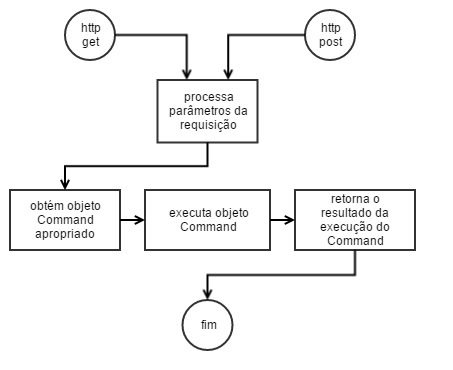 http
get
http
post
processa
parâmetros da
requisição
obtém objeto
Command
apropriado
executa objeto
Command
retorna o
resultado da
execução do
Command
fim